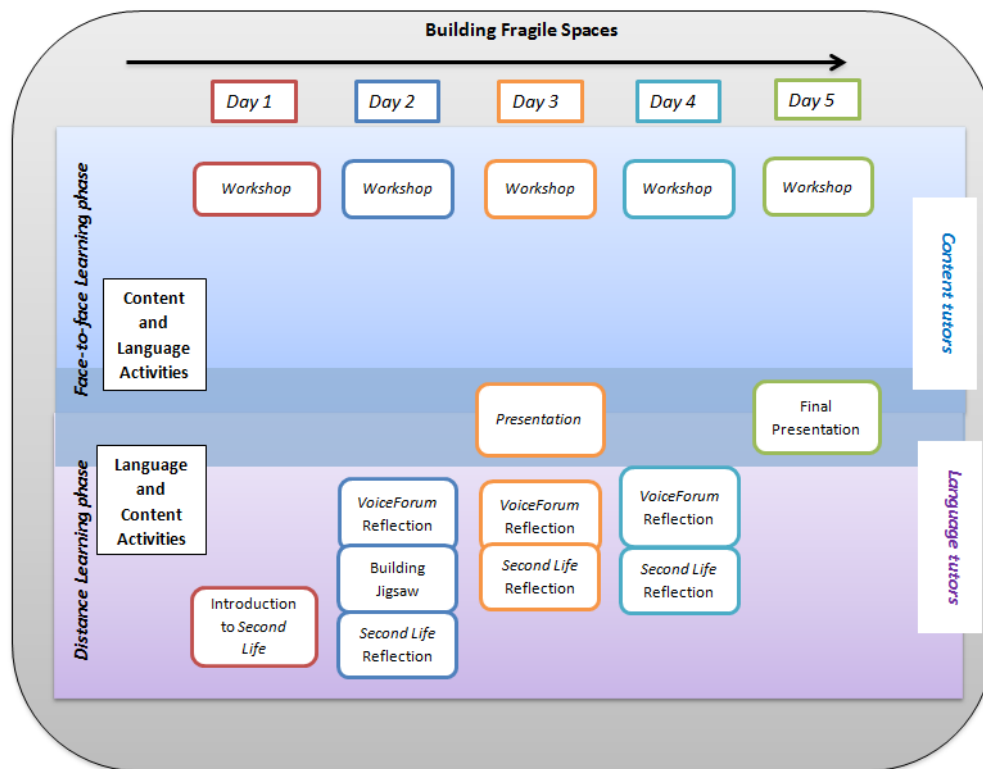 Building Fragile Spaces
Day 1
Day 2
Day 3
Day 4
Day 5
Face-to-face Learning phase
Workshop
Workshop
Workshop
Workshop
Workshop
Content tutors
Content
and
Language
Activities
Presentation
Final
Presentation
Distance Learning phase
Language
and
Content
Activities
Language tutors
Introduction
to Second
Life
VoiceForum
Reflection
Building
Jigsaw
Second Life
Reflection
VoiceForum
Reflection
Second Life
Reflection
VoiceForum
Reflection
Second Life
Reflection